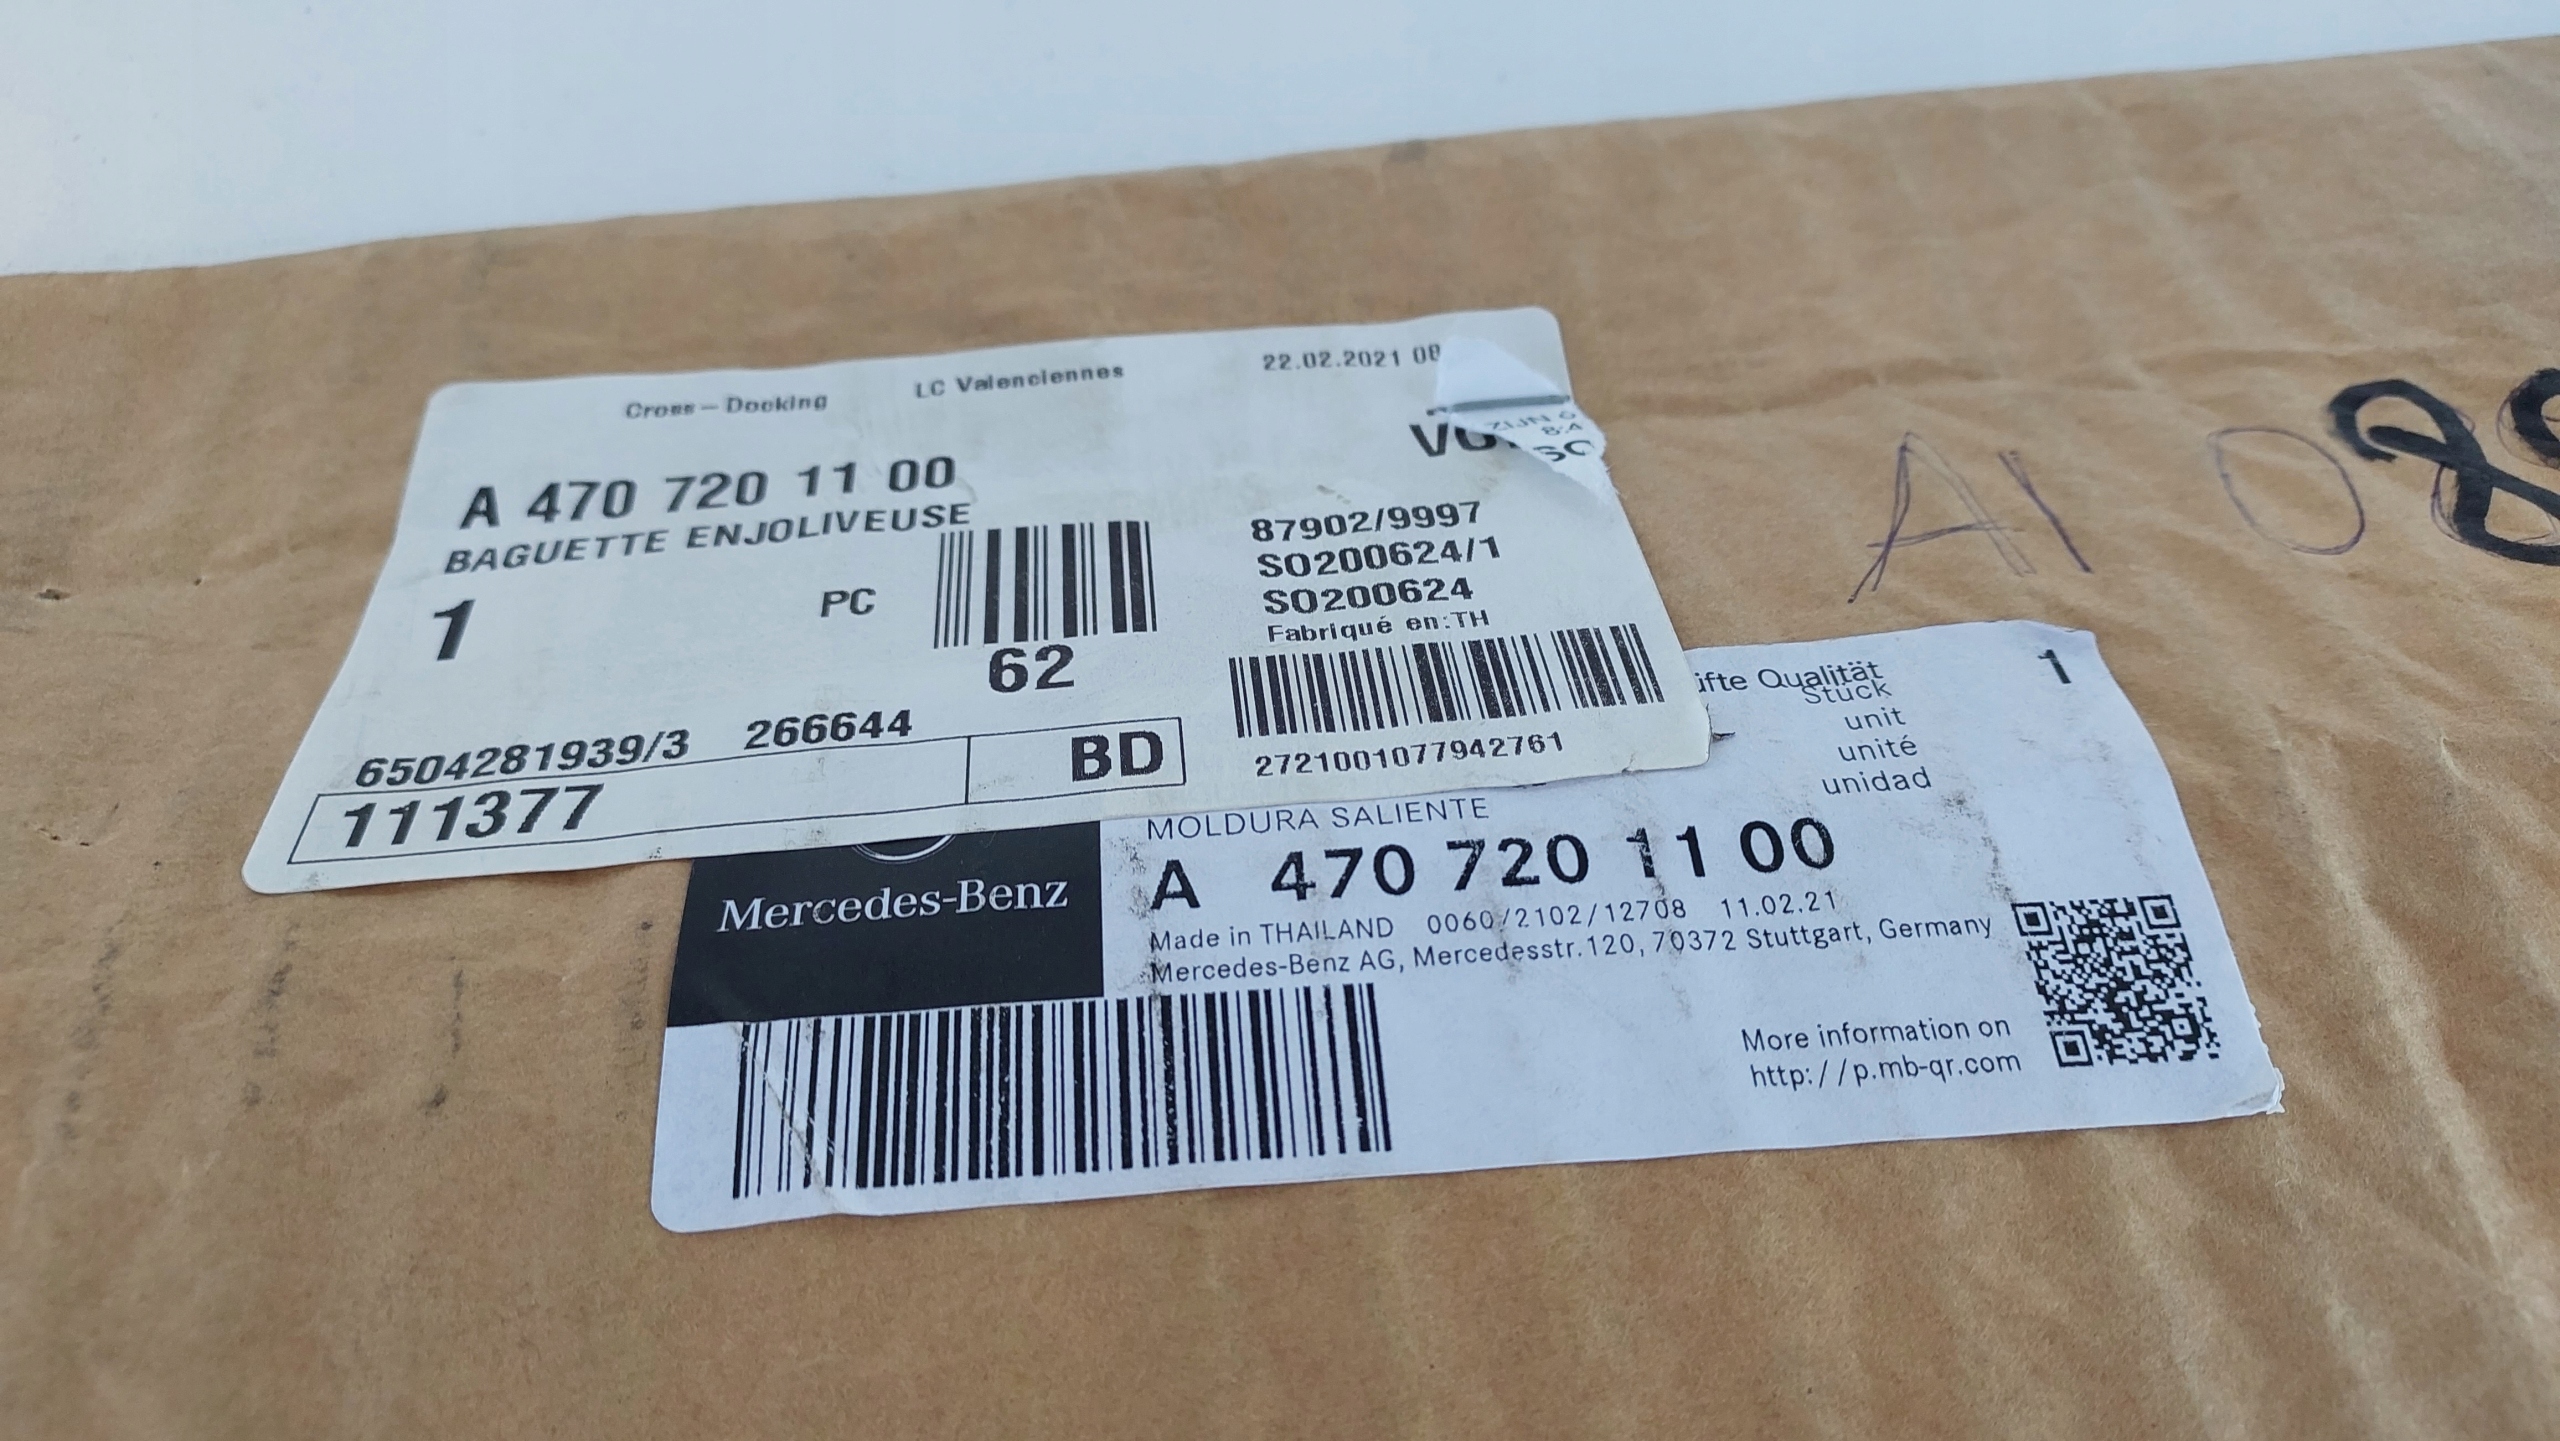 Cross-Docking LC Valenciennes 22.02.2021
A 470 720 11 00
BAGUETTE ENJOLIVEUSE
1 PC
62
87902/9997
SO200624/1
SO200624
Fabriqué en:TH
2721001077942761
6504281939/3 266644
111377 BD
A1 0
Qualität 1
Stück
unit
unité
unidad
MOLDURA SALIENTE
A 470 720 11 00
Made in THAILAND 0060/2102/12708 11.02.21
Mercedes-Benz AG, Mercedesstr.120, 70372 Stuttgart, Germany
Mercedes-Benz
More information on
http://p.mb-qr.com